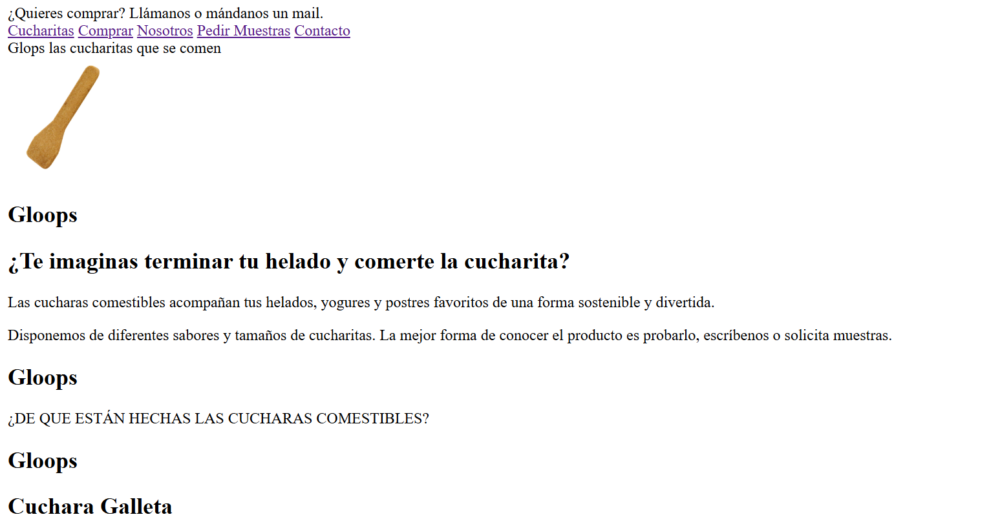 ¿Quieres comprar? Llámanos o mándanos un mail.
Cucharitas Comprar Nosotros Pedir Muestras Contacto
Glops las cucharitas que se comen
Gloops
¿Te imaginas terminar tu helado y comerte la cucharita?
Las cucharas comestibles acompañan tus helados, yogures y postres favoritos de una forma sostenible y divertida.
Disponemos de diferentes sabores y tamaños de cucharitas. La mejor forma de conocer el producto es probarlo, escríbenos o solicita muestras.
Gloops
¿DE QUE ESTÁN HECHAS LAS CUCHARAS COMESTIBLES?
Gloops
Cuchara Galleta